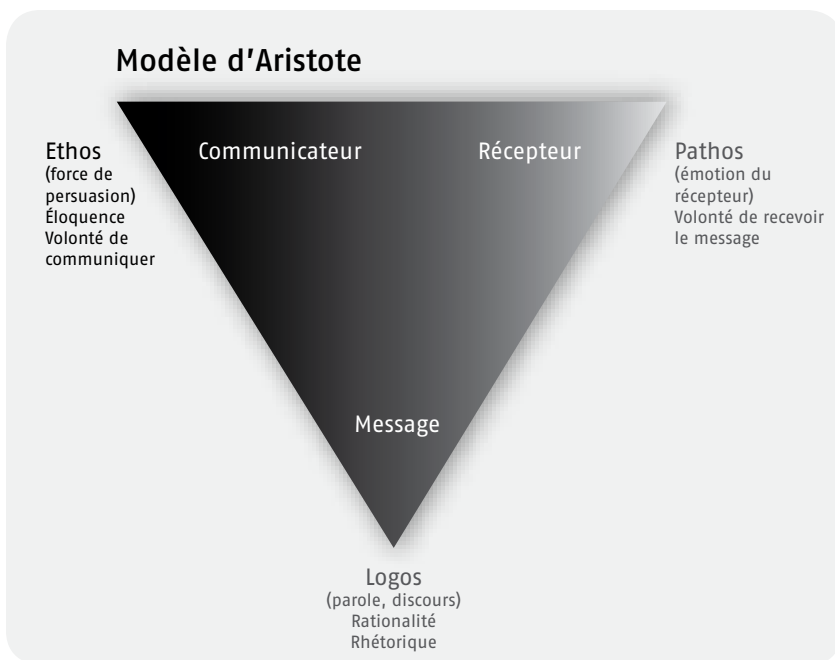 Modèle d'Aristote
Ethos
(force de
persuasion)
Éloquence
Volonté de
communiquer
Communicateur
Récepteur
Pathos
(émotion du
récepteur)
Volonté de recevoir
le message
Message
Logos
(parole, discours)
Rationalité
Rhétorique